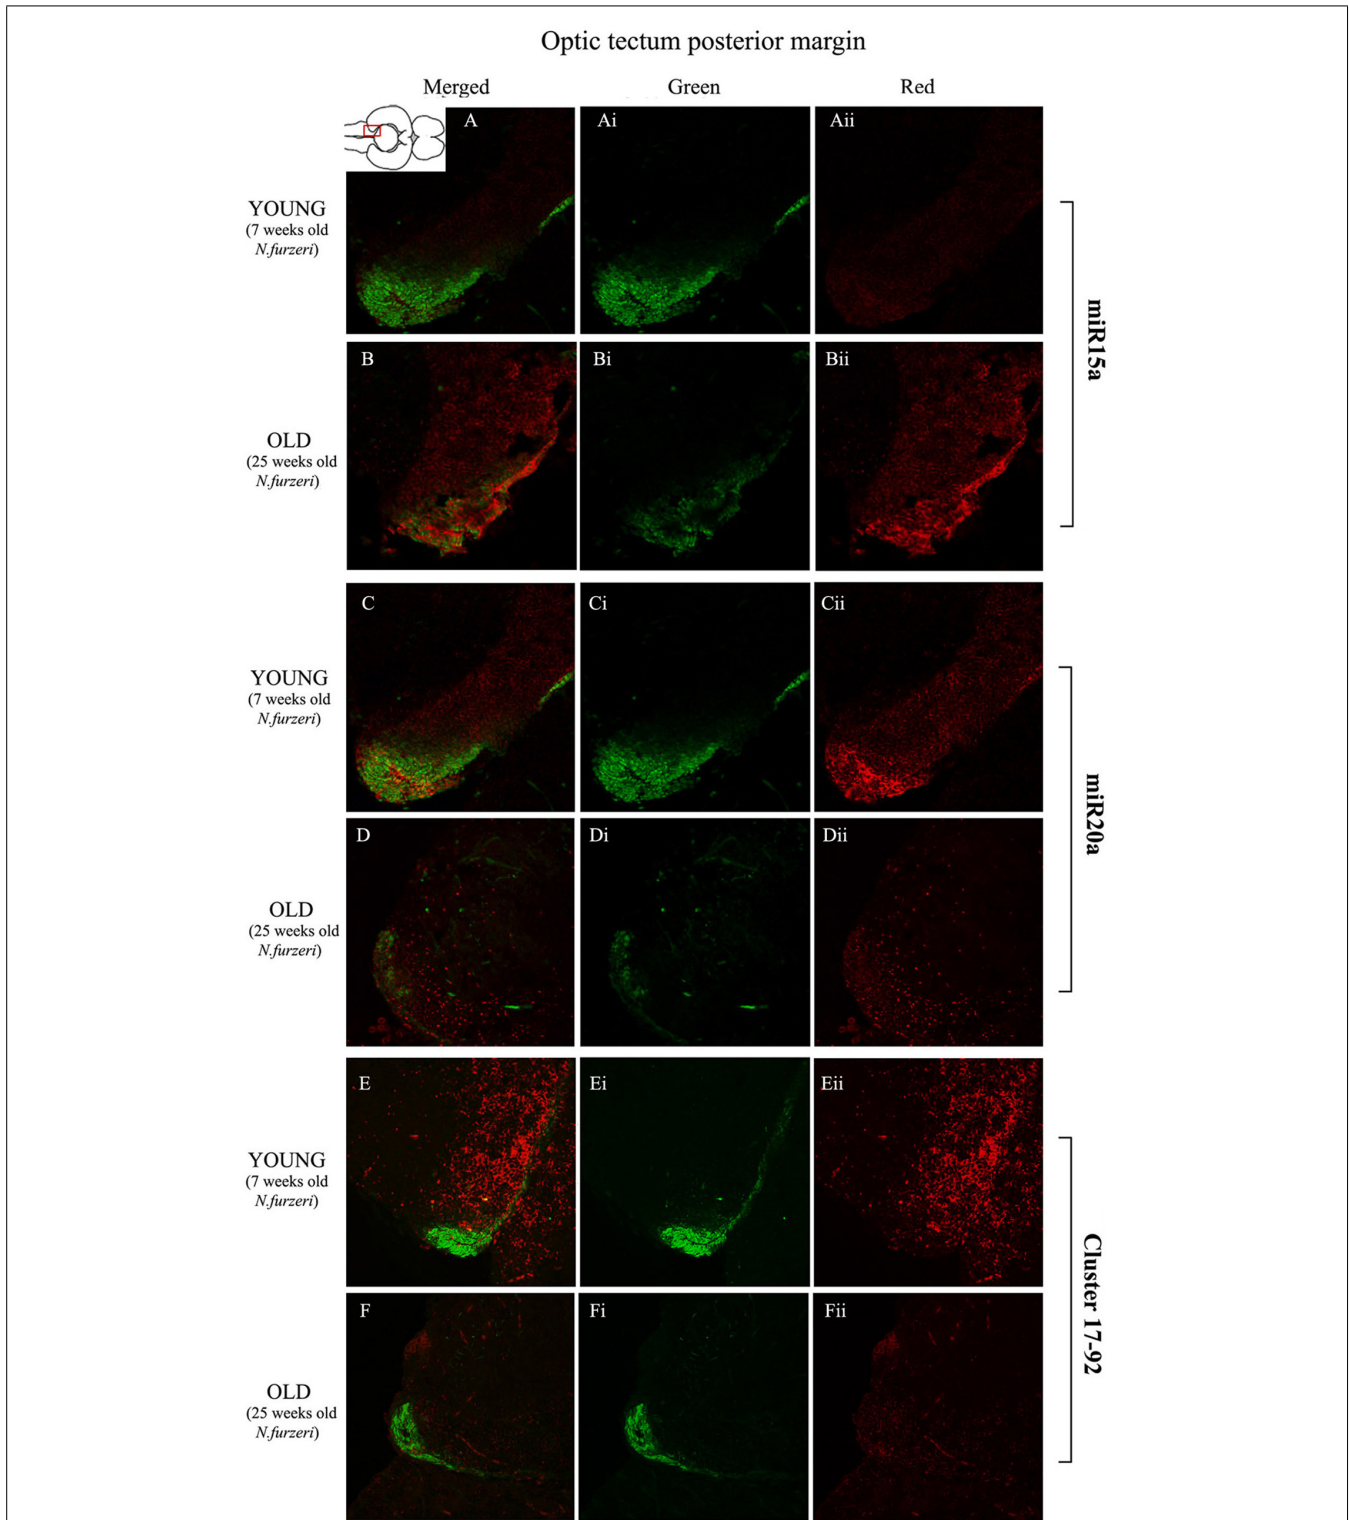 Optic tectum posterior margin
Merged Green Red
A Ai Aii
YOUNG
(7 weeks old
N.furzeri)
B Bi Bii
OLD
(25 weeks old
N.furzeri)
miR15a
C Ci Cii
YOUNG
(7 weeks old
N.furzeri)
D Di Dii
OLD
(25 weeks old
N.furzeri)
miR20a
E Ei Eii
YOUNG
(7 weeks old
N.furzeri)
F Fi Fii
OLD
(25 weeks old
N.furzeri)
Cluster 17-92